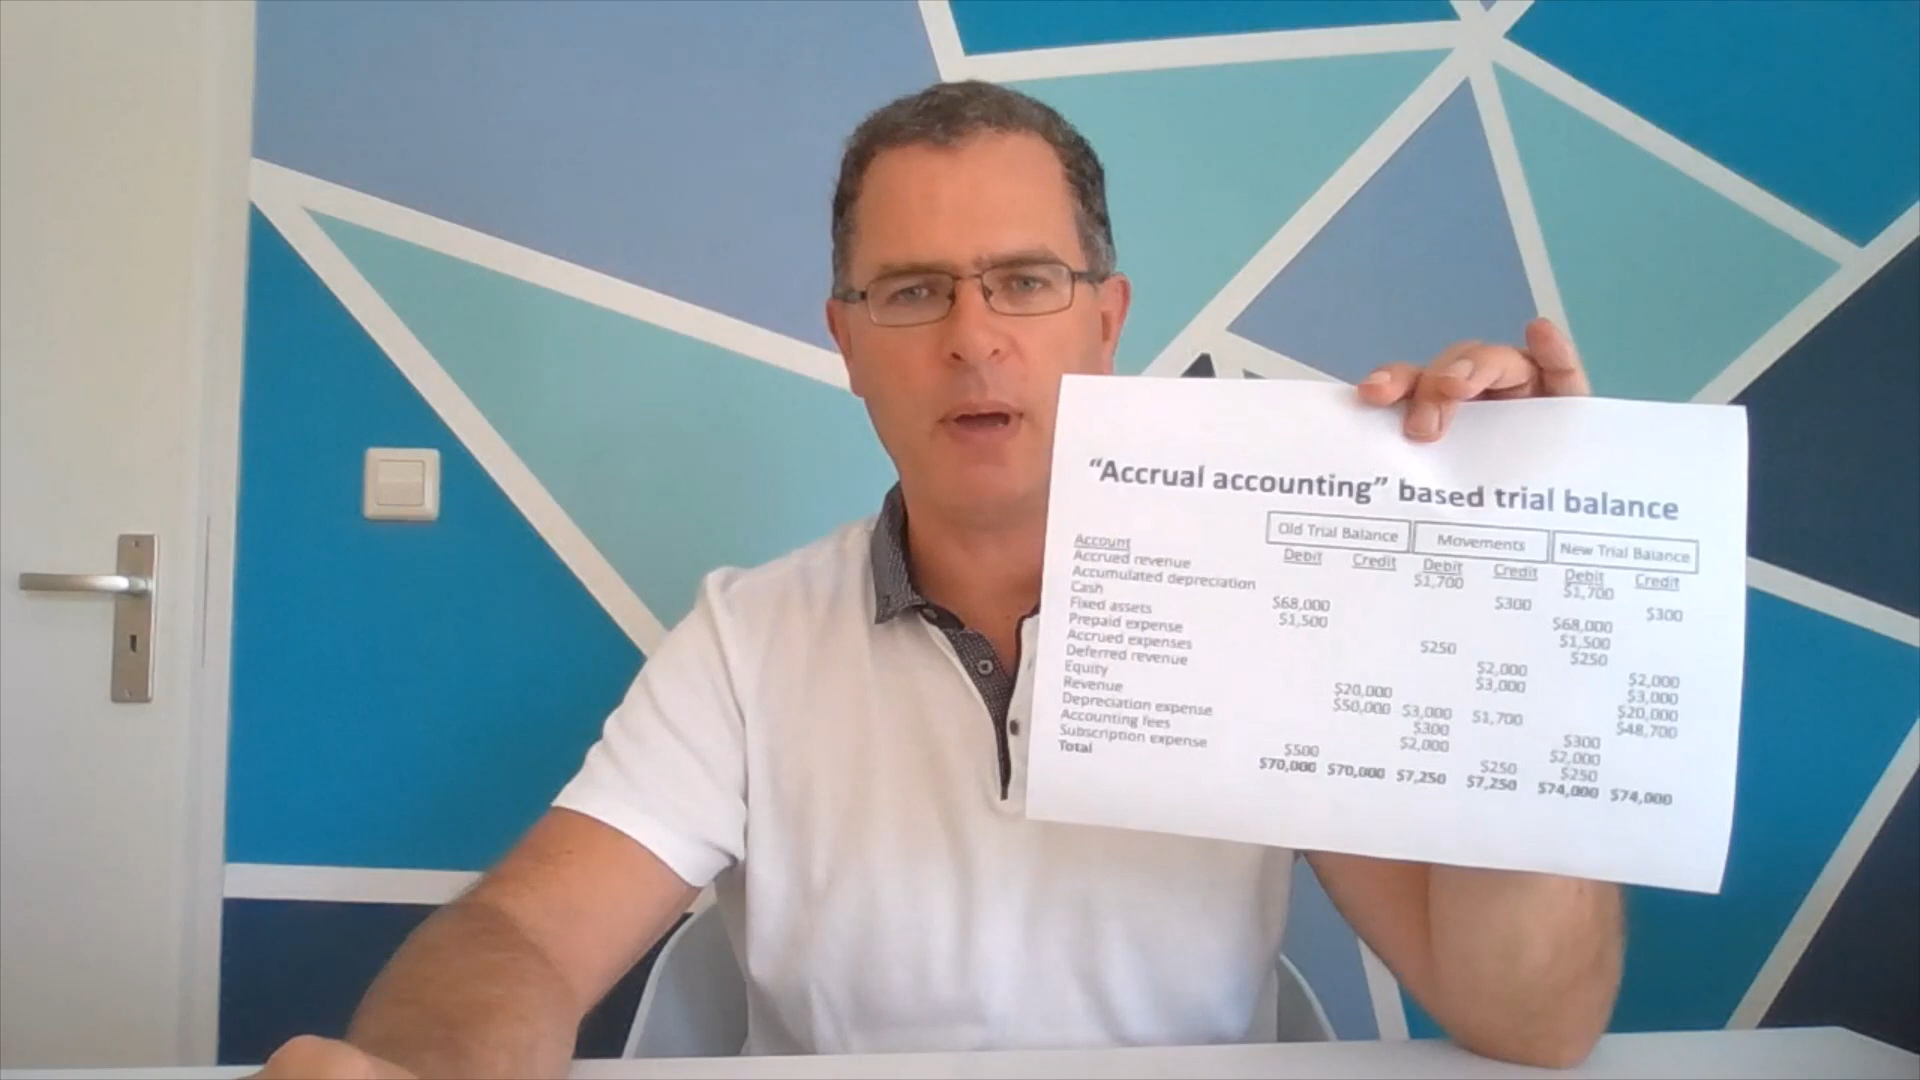 “Accrual accounting” based trial balance
Old Trial Balance Movements New Trial Balance
Account Debit Credit Debit Credit Debit Credit
Accrued revenue $1,700 $1,700
Accumulated depreciation $300 $300
Cash $68,000 $68,000
Fixed assets $1,500 $1,500
Prepaid expense $250 $250
Accrued expenses $2,000 $2,000
Deferred revenue $3,000 $3,000
Equity $20,000 $20,000
Revenue $50,000 $3,000 $1,700 $48,700
Depreciation expense $300 $300
Accounting fees $2,000 $2,000
Subscription expense $500 $250 $250
Total $70,000 $70,000 $7,250 $7,250 $74,000 $74,000